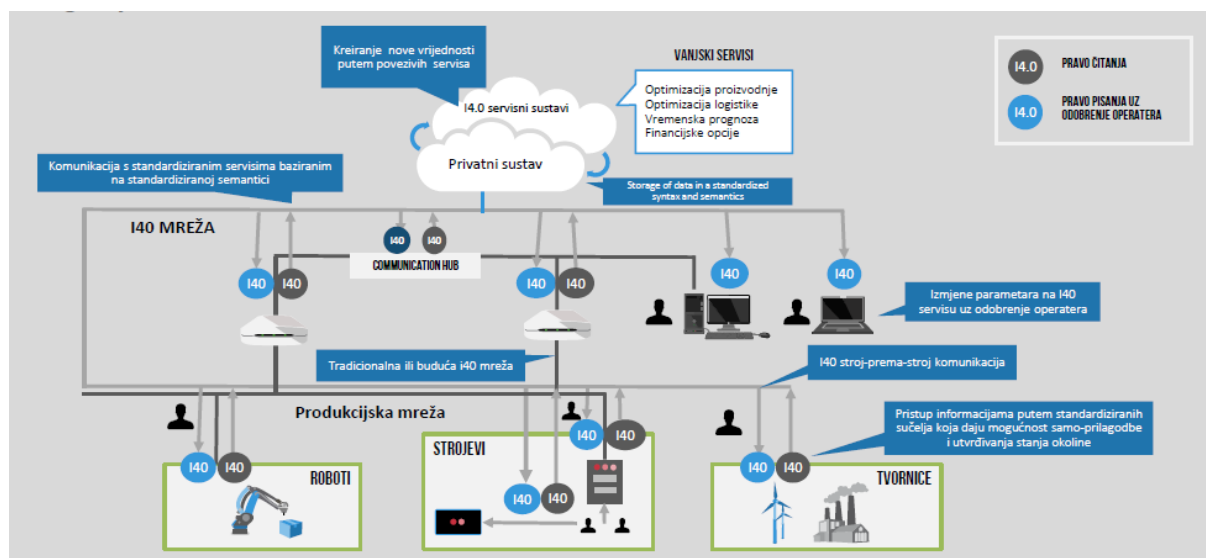 Kreiranje nove vrijednosti
putem povezivih servisa
VANJSKI SERVISI
I4.0
PRAVO ČITANJA
I4.0
PRAVO PISANJA UZ
ODOBRENJE OPERATERA
I4.0 servisni sustavi
Optimizacija proizvodnje
Optimizacija logistike
Vremenska prognoza
Financijske opcije
Privatni sustav
Komunikacija s standardiziranim servisima baziranim
na standardiziranoj semantici
Storage of data in a standardized
syntax and semantics
I40 MREŽA
I40
I40
COMMUNICATION HUB
I40
I40
I40
I40
I40
I40
Izmjene parametara na I40
servisu uz odobrenje operatera
Tradicionalna ili buduća i40 mreža
I40 stroj-prema-stroj komunikacija
Produkcijska mreža
Pristup informacijama putem standardiziranih
sučelja koja daju mogućnost samo-prilagodbe
i utvrđivanja stanja okoline
I40
I40
ROBOTI
STROJEVI
I40
I40
I40
I40
I40
I40
TVORNICE